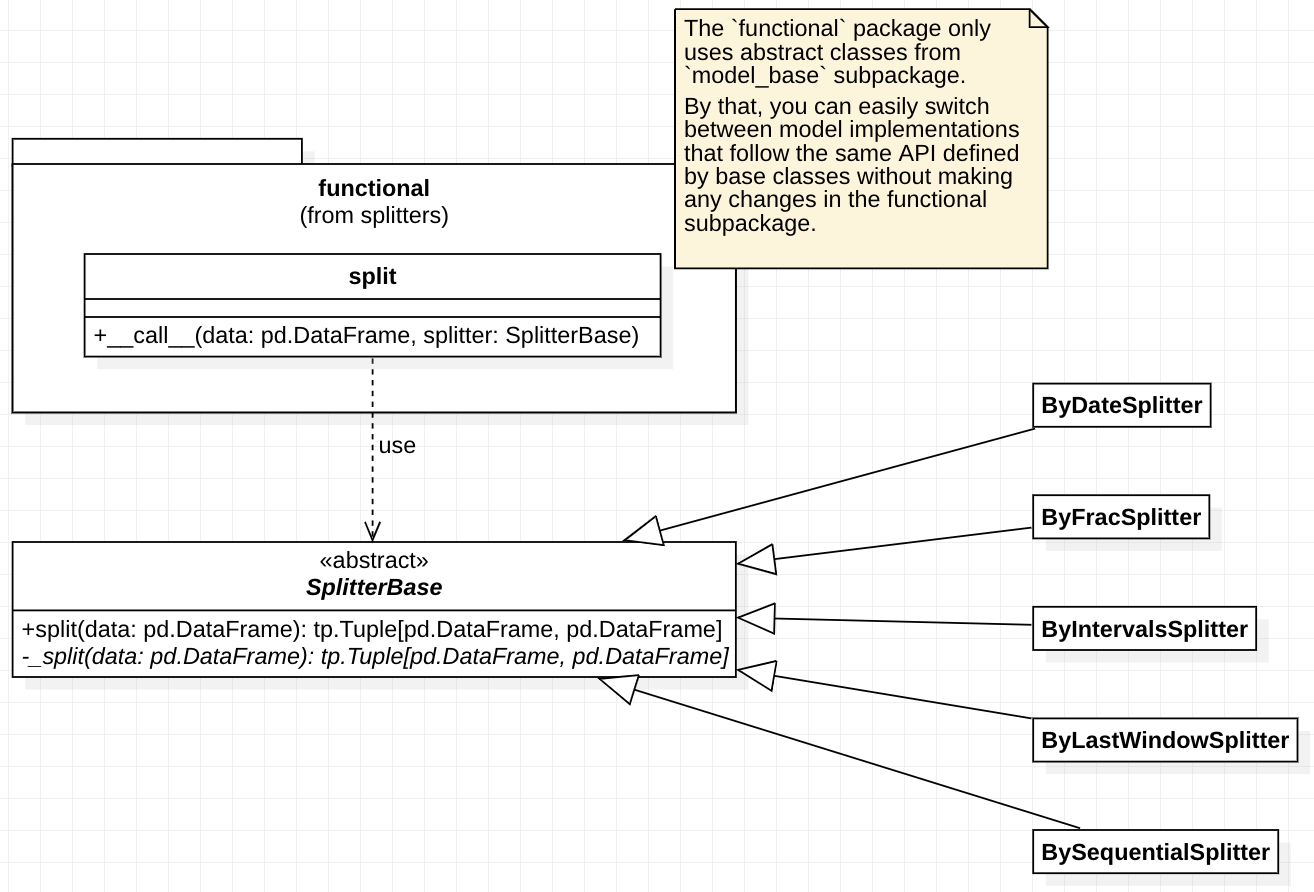 The `functional` package only
uses abstract classes from
`model_base` subpackage.
By that, you can easily switch
between model implementations
that follow the same API defined
by base classes without making
any changes in the functional
subpackage.
functional
(from splitters)
split
+__call__(data: pd.DataFrame, splitter: SplitterBase)
use
«abstract»
SplitterBase
+split(data: pd.DataFrame): tp.Tuple[pd.DataFrame, pd.DataFrame]
-_split(data: pd.DataFrame): tp.Tuple[pd.DataFrame, pd.DataFrame]
ByDateSplitter
ByFracSplitter
ByIntervalsSplitter
ByLastWindowSplitter
BySequentialSplitter